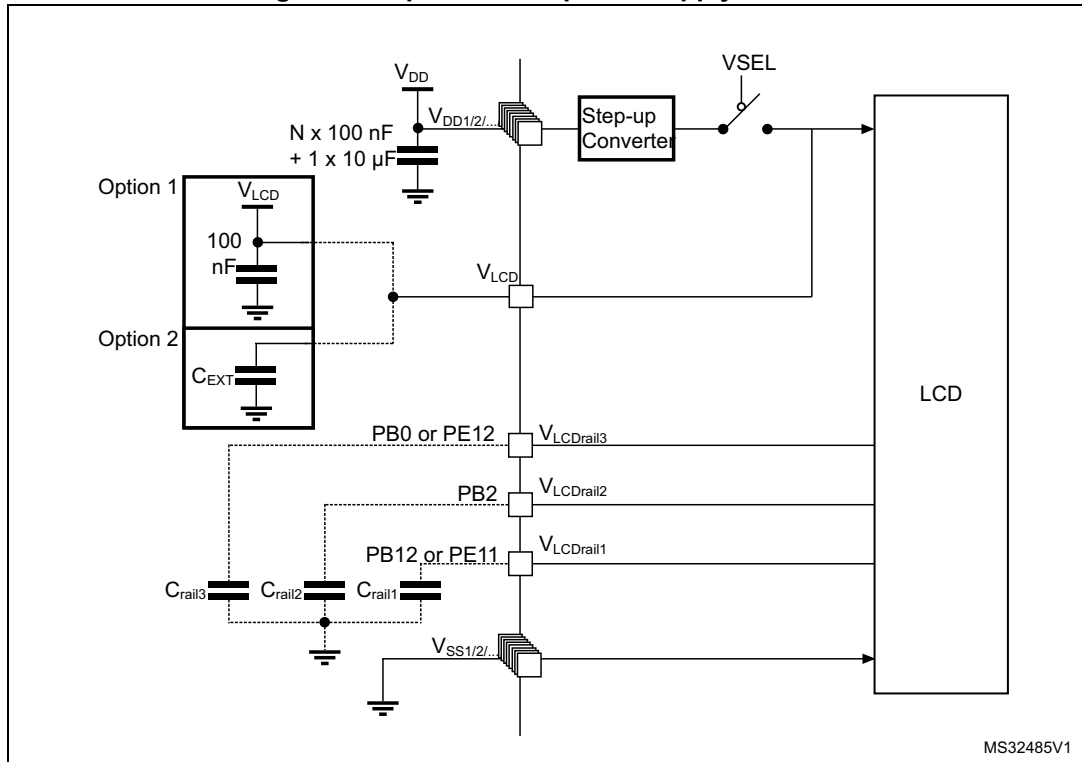 VSEL
VDD
VDD1/2/...
Step-up
Converter
N x 100 nF
+ 1 x 10 µF
Option 1
VLCD
100
nF
VLCD
Option 2
CEXT
LCD
PB0 or PE12
VLCDrail3
PB2
VLCDrail2
PB12 or PE11
VLCDrail1
Crail3
Crail2
Crail1
VSS1/2/...
MS32485V1